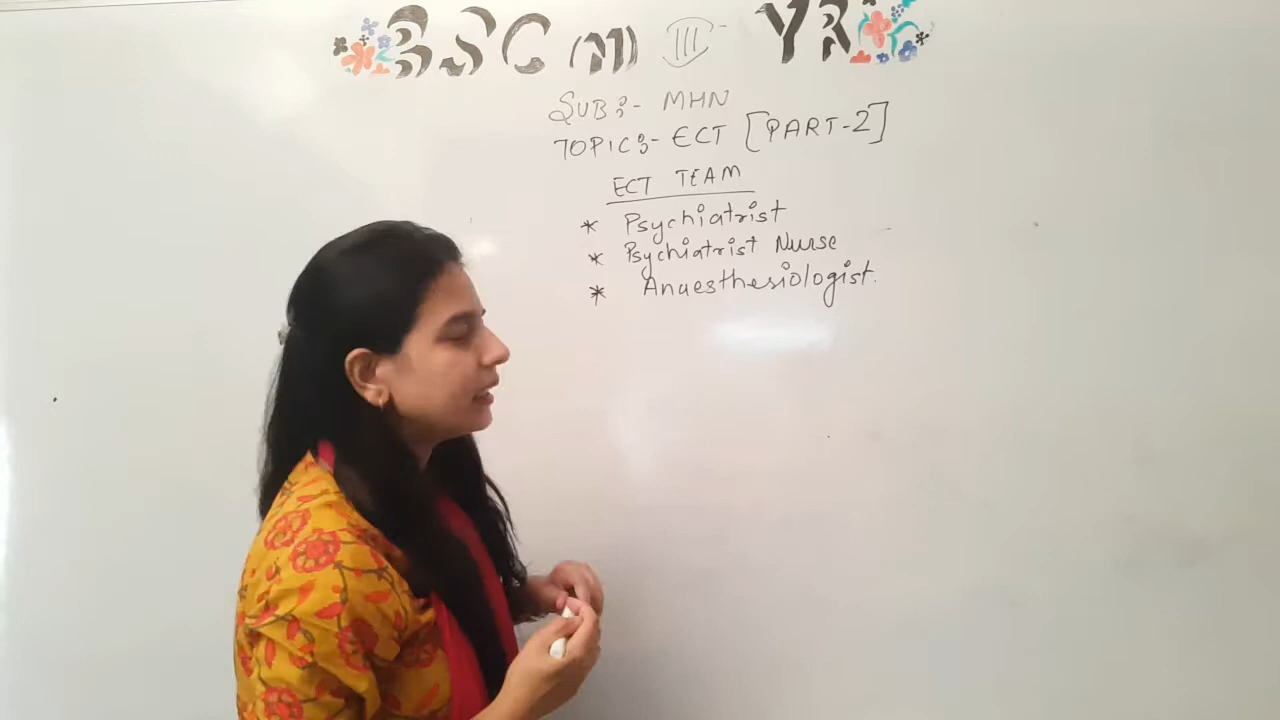 BSC (N) III YR
SUB:- MHN
TOPIC:- ECT [PART-2]
ECT TEAM
* Psychiatrist
* Psychiatrist Nurse
* Anaesthesiologist.